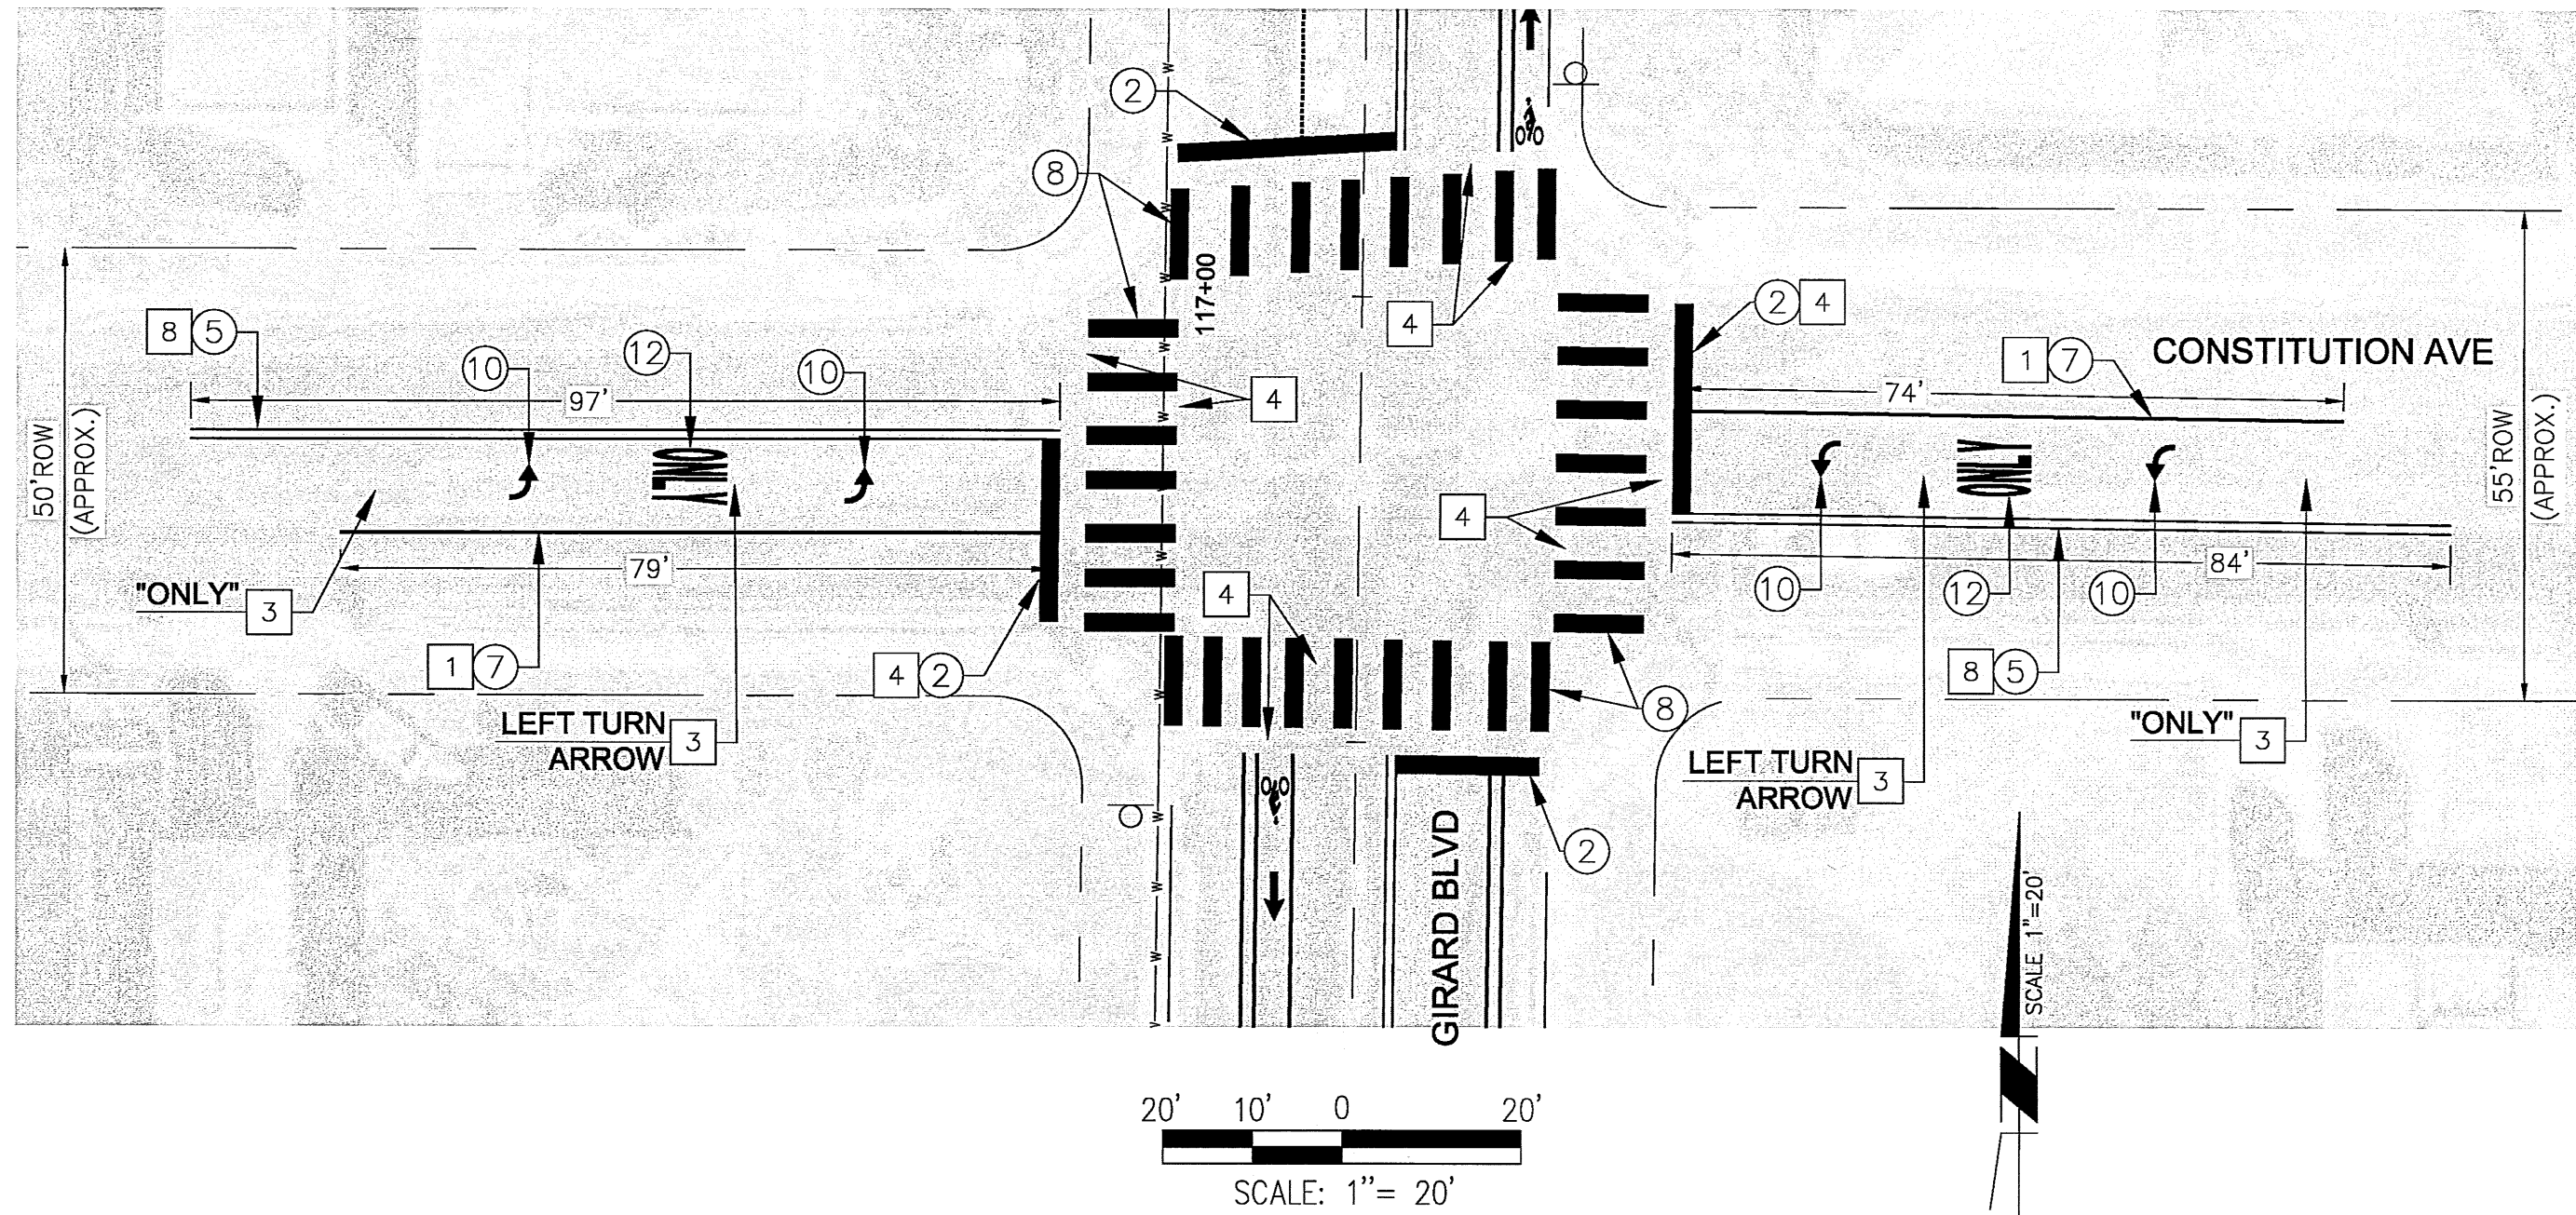 2
8
117+00
4
2 4
8 5
10
12
10
97'
4
1 7
CONSTITUTION AVE
74'
50'ROW
(APPROX.)
55'ROW
(APPROX.)
ONLY
ONLY
4
79'
84'
"ONLY" 3
4
10
12
10
1 7
4 2
8 5
8
LEFT TURN
ARROW 3
"ONLY" 3
LEFT TURN
ARROW 3
2
GIRARD BLVD
SCALE 1"=20'
W
20' 10' 0 20'
SCALE: 1"= 20'